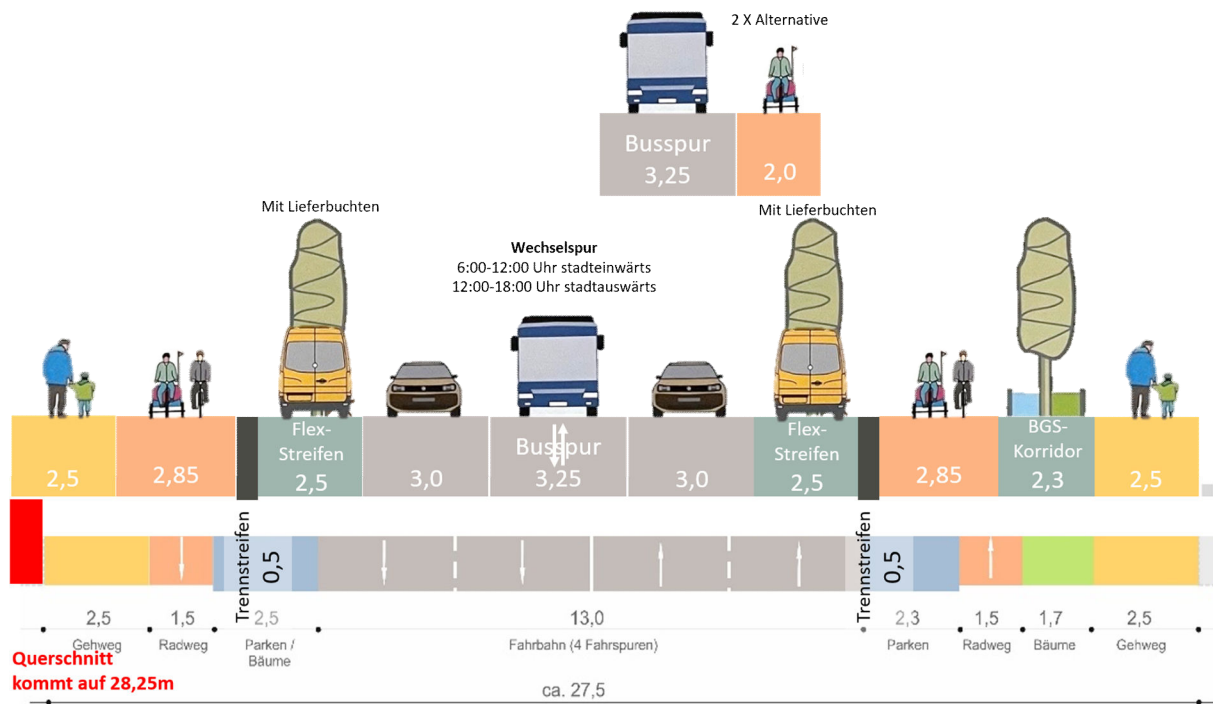 2 X Alternative
Busspur
3,25
2,0
Mit Lieferbuchten
Mit Lieferbuchten
Wechselspur
6:00-12:00 Uhr stadteinwärts
12:00-18:00 Uhr stadtauswärts
2,5
2,85
Flex-
Streifen
2,5
3,0
Busspur
3,25
3,0
Flex-
Streifen
2,5
2,85
BGS-
Korridor
2,3
2,5
Trennstreifen
0,5
Trennstreifen
0,5
2,5
Gehweg
1,5
Radweg
2,5
Parken /
Bäume
13,0
Fahrbahn (4 Fahrspuren)
2,3
Parken
1,5
Radweg
1,7
Bäume
2,5
Gehweg
Querschnitt
kommt auf 28,25m
ca. 27,5